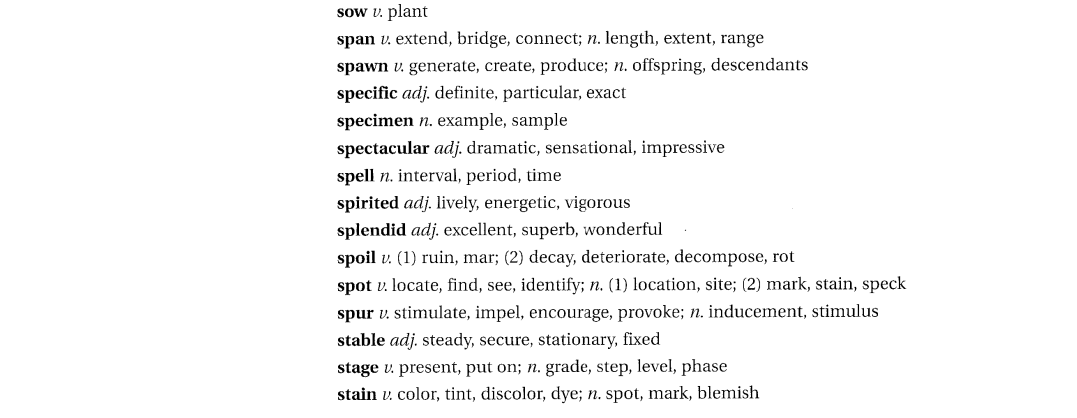 sow v. plant
span v. extend, bridge, connect; n. length, extent, range
spawn v. generate, create, produce; n. offspring, descendants
specific adj. definite, particular, exact
specimen n. example, sample
spectacular adj. dramatic, sensational, impressive
spell n. interval, period, time
spirited adj. lively, energetic, vigorous
splendid adj. excellent, superb, wonderful
spoil v. (1) ruin, mar; (2) decay, deteriorate, decompose, rot
spot v. locate, find, see, identify; n. (1) location, site; (2) mark, stain, speck
spur v. stimulate, impel, encourage, provoke; n. inducement, stimulus
stable adj. steady, secure, stationary, fixed
stage v. present, put on; n. grade, step, level, phase
stain v. color, tint, discolor, dye; n. spot, mark, blemish